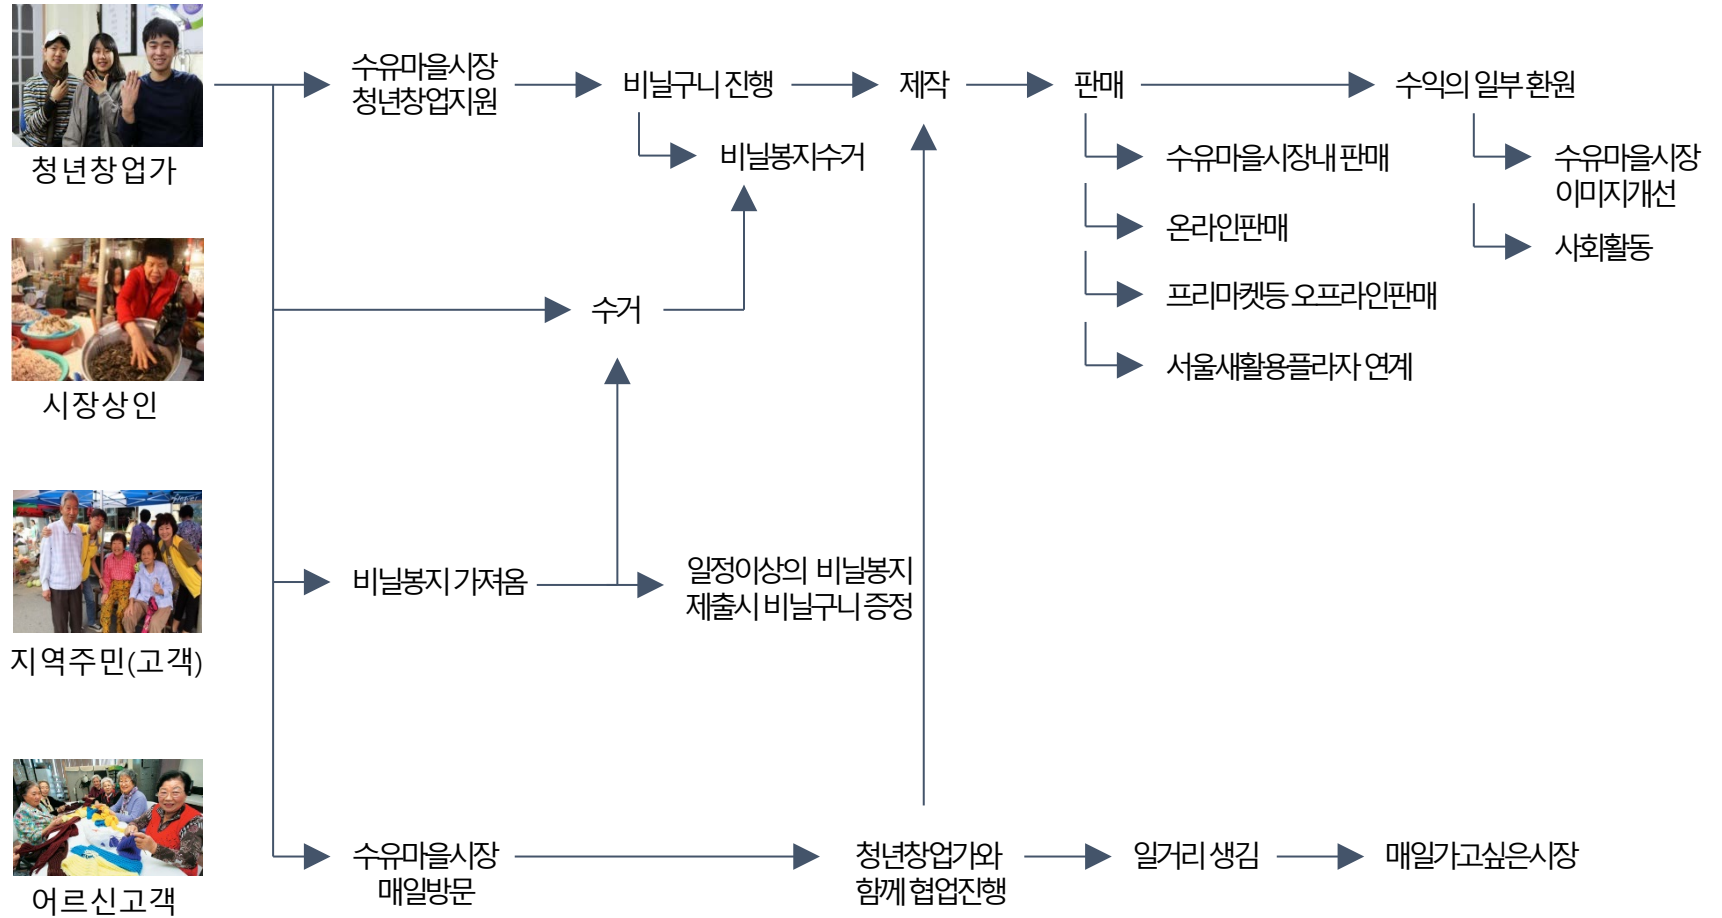 청년창업가
수유마을시장
청년창업지원
비닐구니 진행
비닐봉지수거
제작
판매
수유마을시장내 판매
온라인판매
프리마켓등 오프라인판매
서울새활용플라자 연계
수익의 일부 환원
수유마을시장
이미지개선
사회활동
시장상인
수거
지역주민(고객)
비닐봉지 가져옴
일정이상의 비닐봉지
제출시 비닐구니 증정
어르신고객
수유마을시장
매일방문
청년창업가와
함께 협업진행
일거리 생김
매일가고싶은시장